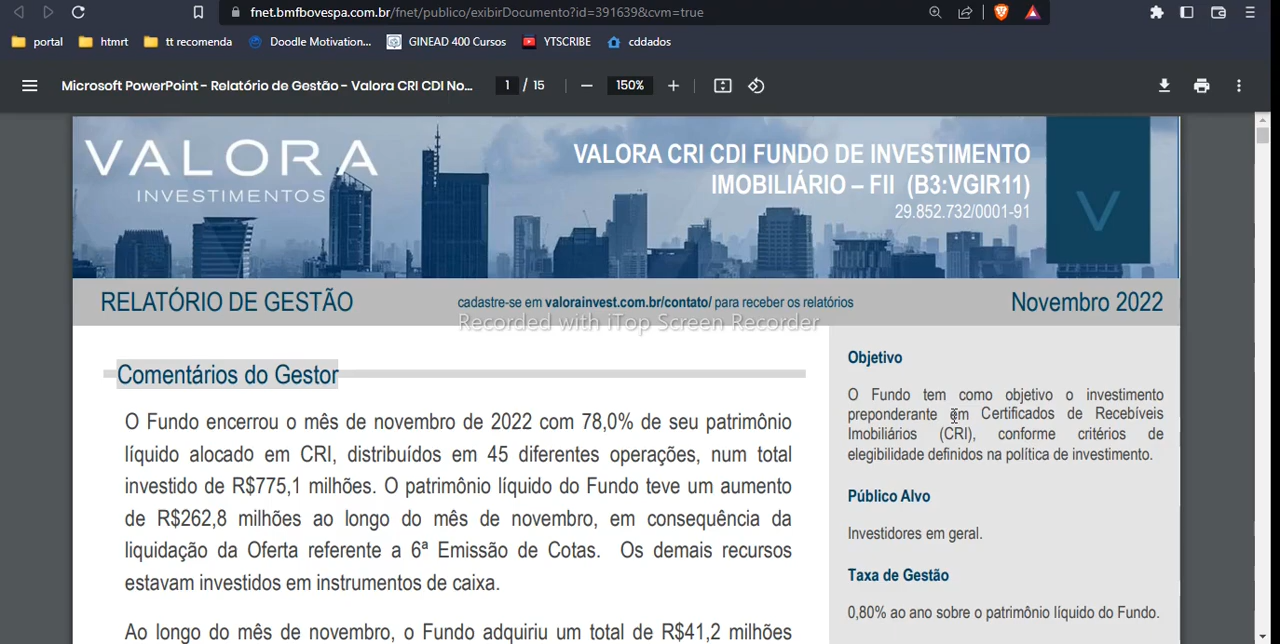 fnet.bmfbovespa.com.br/fnet/publico/exibirDocumento?id=391639&cvm=true
portal htmrt tt recomenda Doodle Motivation... GINEAD 400 Cursos YTSCRIBE cddados
Microsoft PowerPoint - Relatório de Gestão - Valora CRI CDI No... 1 / 15 150%
VALORA
INVESTIMENTOS
VALORA CRI CDI FUNDO DE INVESTIMENTO
IMOBILIÁRIO – FII (B3:VGIR11)
29.852.732/0001-91
V
RELATÓRIO DE GESTÃO cadastre-se em valorainvest.com.br/contato/ para receber os relatórios Novembro 2022
Recorded with iTop Screen Recorder
Comentários do Gestor
O Fundo encerrou o mês de novembro de 2022 com 78,0% de seu patrimônio
líquido alocado em CRI, distribuídos em 45 diferentes operações, num total
investido de R$775,1 milhões. O patrimônio líquido do Fundo teve um aumento
de R$262,8 milhões ao longo do mês de novembro, em consequência da
liquidação da Oferta referente a 6ª Emissão de Cotas. Os demais recursos
estavam investidos em instrumentos de caixa.
Ao longo do mês de novembro, o Fundo adquiriu um total de R$41,2 milhões
Objetivo
O Fundo tem como objetivo o investimento
preponderante em Certificados de Recebíveis
Imobiliários (CRI), conforme critérios de
elegibilidade definidos na política de investimento.
Público Alvo
Investidores em geral.
Taxa de Gestão
0,80% ao ano sobre o patrimônio líquido do Fundo.